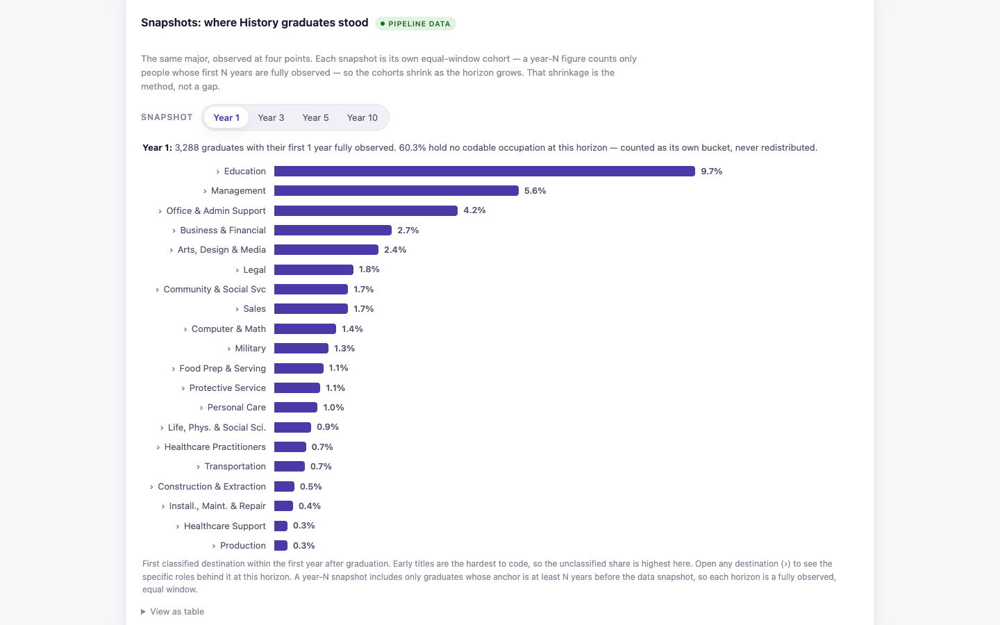 Snapshots: where History graduates stood
PIPELINE DATA
The same major, observed at four points. Each snapshot is its own equal-window cohort — a year-N figure counts only
people whose first N years are fully observed — so the cohorts shrink as the horizon grows. That shrinkage is the
method, not a gap.
SNAPSHOT Year 1 Year 3 Year 5 Year 10
Year 1: 3,288 graduates with their first 1 year fully observed. 60.3% hold no codable occupation at this horizon — counted as its own bucket, never redistributed.
› Education 9.7%
› Management 5.6%
› Office & Admin Support 4.2%
› Business & Financial 2.7%
› Arts, Design & Media 2.4%
› Legal 1.8%
› Community & Social Svc 1.7%
› Sales 1.7%
› Computer & Math 1.4%
› Military 1.3%
› Food Prep & Serving 1.1%
› Protective Service 1.1%
› Personal Care 1.0%
› Life, Phys. & Social Sci. 0.9%
› Healthcare Practitioners 0.7%
› Transportation 0.7%
› Construction & Extraction 0.5%
› Install., Maint. & Repair 0.4%
› Healthcare Support 0.3%
› Production 0.3%
First classified destination within the first year after graduation. Early titles are the hardest to code, so the unclassified share is highest here. Open any destination (›) to see the
specific roles behind it at this horizon. A year-N snapshot includes only graduates whose anchor is at least N years before the data snapshot, so each horizon is a fully observed,
equal window.
▶ View as table